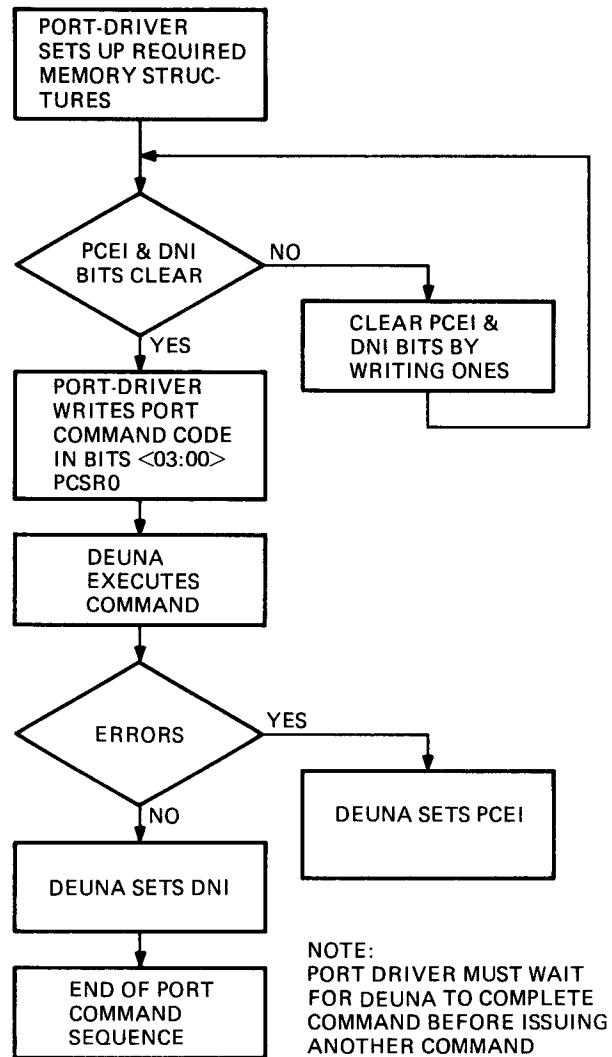 PORT-DRIVER
SETS UP REQUIRED
MEMORY STRUC-
TURES
PCEI & DNI
BITS CLEAR
NO
YES
CLEAR PCEI &
DNI BITS BY
WRITING ONES
PORT-DRIVER
WRITES PORT
COMMAND CODE
IN BITS <03:00>
PCSR0
DEUNA
EXECUTES
COMMAND
ERRORS
YES
NO
DEUNA SETS PCEI
DEUNA SETS DNI
END OF PORT
COMMAND
SEQUENCE
NOTE:
PORT DRIVER MUST WAIT
FOR DEUNA TO COMPLETE
COMMAND BEFORE ISSUING
ANOTHER COMMAND